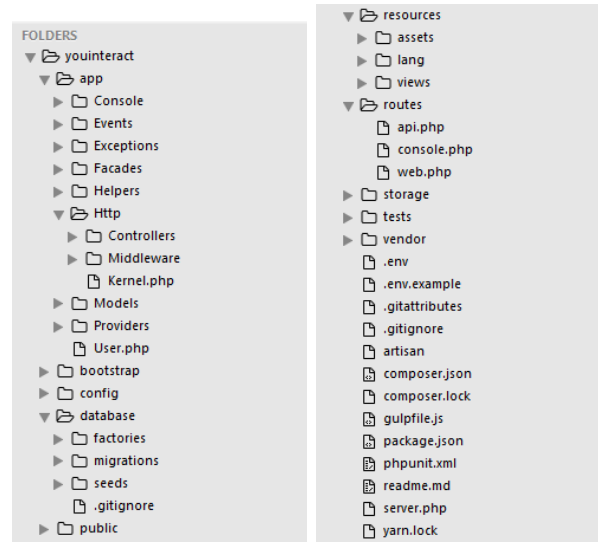 FOLDERS
youinteract
app
Console
Events
Exceptions
Facades
Helpers
Http
Controllers
Middleware
Kernel.php
Models
Providers
User.php
bootstrap
config
database
factories
migrations
seeds
.gitignore
public
resources
assets
lang
views
routes
api.php
console.php
web.php
storage
tests
vendor
.env
.env.example
.gitattributes
.gitignore
artisan
composer.json
composer.lock
gulpfile.js
package.json
phpunit.xml
readme.md
server.php
yarn.lock